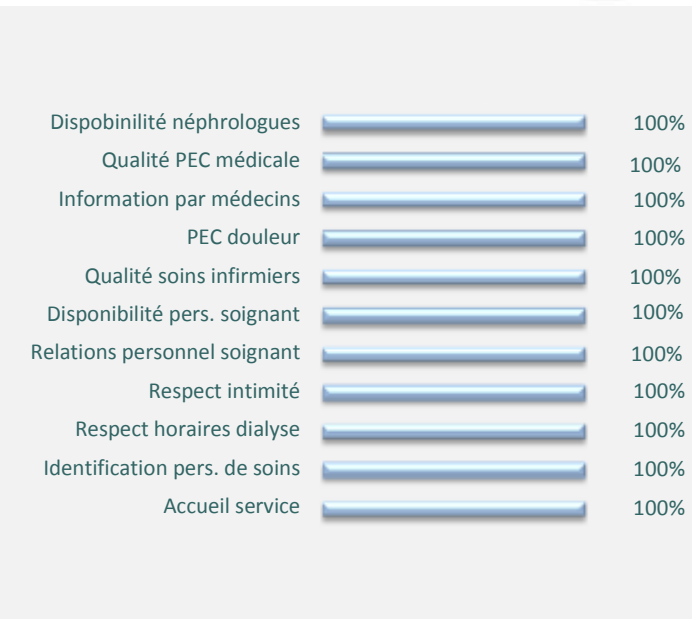 Dispobinilité néphrologues 100%
Qualité PEC médicale 100%
Information par médecins 100%
PEC douleur 100%
Qualité soins infirmiers 100%
Disponibilité pers. soignant 100%
Relations personnel soignant 100%
Respect intimité 100%
Respect horaires dialyse 100%
Identification pers. de soins 100%
Accueil service 100%